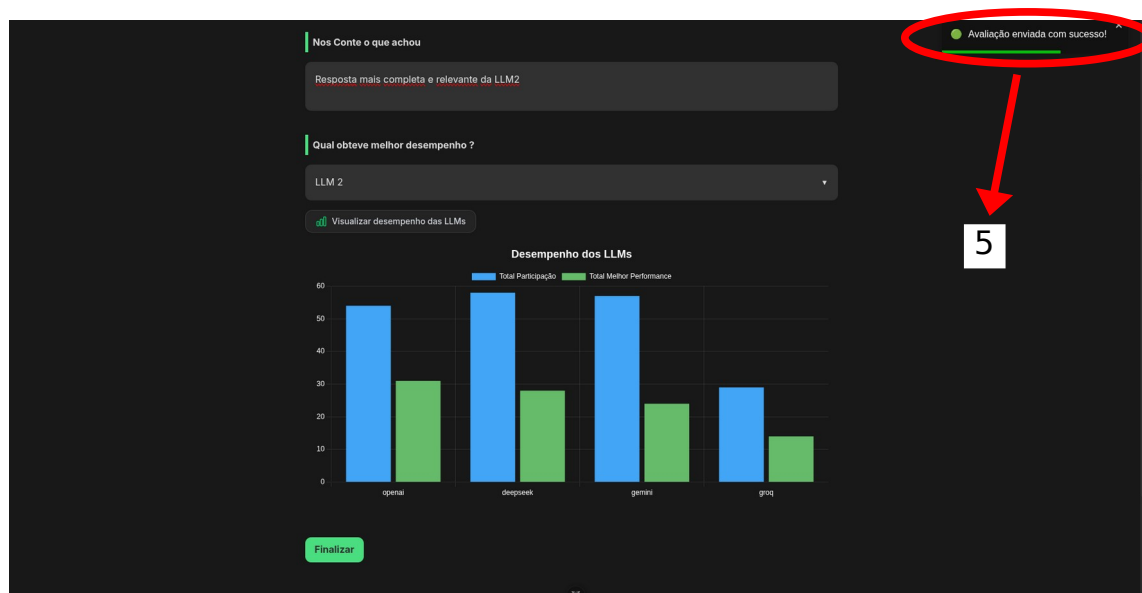 Nos Conte o que achou
Avaliação enviada com sucesso!
×
Resposta mais completa e relevante da LLM2
Qual obteve melhor desempenho ?
LLM 2
Visualizar desempenho das LLMs
5
Desempenho dos LLMs
Total Participação Total Melhor Performance
60
50
40
30
20
10
0
openai deepseek gemini groq
Finalizar